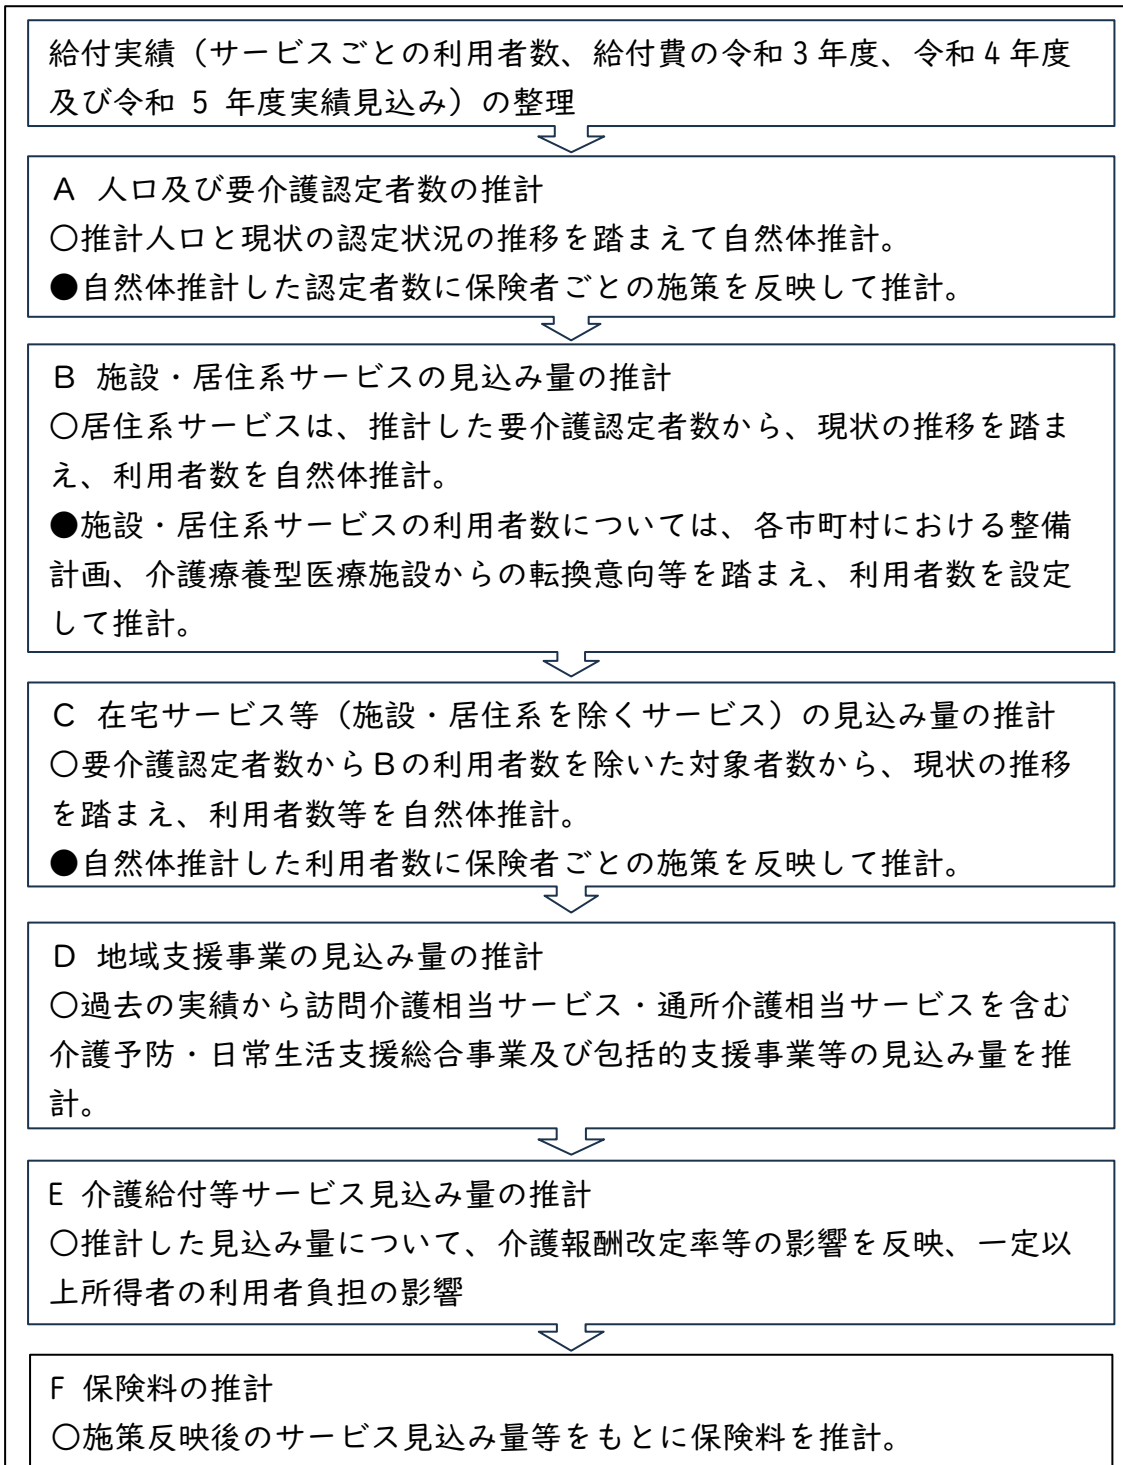 給付実績（サービスごとの利用者数、給付費の令和3年度、令和4年度
及び令和 5 年度実績見込み）の整理
A 人口及び要介護認定者数の推計
○推計人口と現状の認定状況の推移を踏まえて自然体推計。
●自然体推計した認定者数に保険者ごとの施策を反映して推計。
B 施設・居住系サービスの見込み量の推計
○居住系サービスは、推計した要介護認定者数から、現状の推移を踏ま
え、利用者数を自然体推計。
●施設・居住系サービスの利用者数については、各市町村における整備
計画、介護療養型医療施設からの転換意向等を踏まえ、利用者数を設定
して推計。
C 在宅サービス等（施設・居住系を除くサービス）の見込み量の推計
○要介護認定者数からBの利用者数を除いた対象者数から、現状の推移
を踏まえ、利用者数等を自然体推計。
●自然体推計した利用者数に保険者ごとの施策を反映して推計。
D 地域支援事業の見込み量の推計
○過去の実績から訪問介護相当サービス・通所介護相当サービスを含む
介護予防・日常生活支援総合事業及び包括的支援事業等の見込み量を推
計。
E 介護給付等サービス見込み量の推計
○推計した見込み量について、介護報酬改定率等の影響を反映、一定以
上所得者の利用者負担の影響
F 保険料の推計
○施策反映後のサービス見込み量等をもとに保険料を推計。